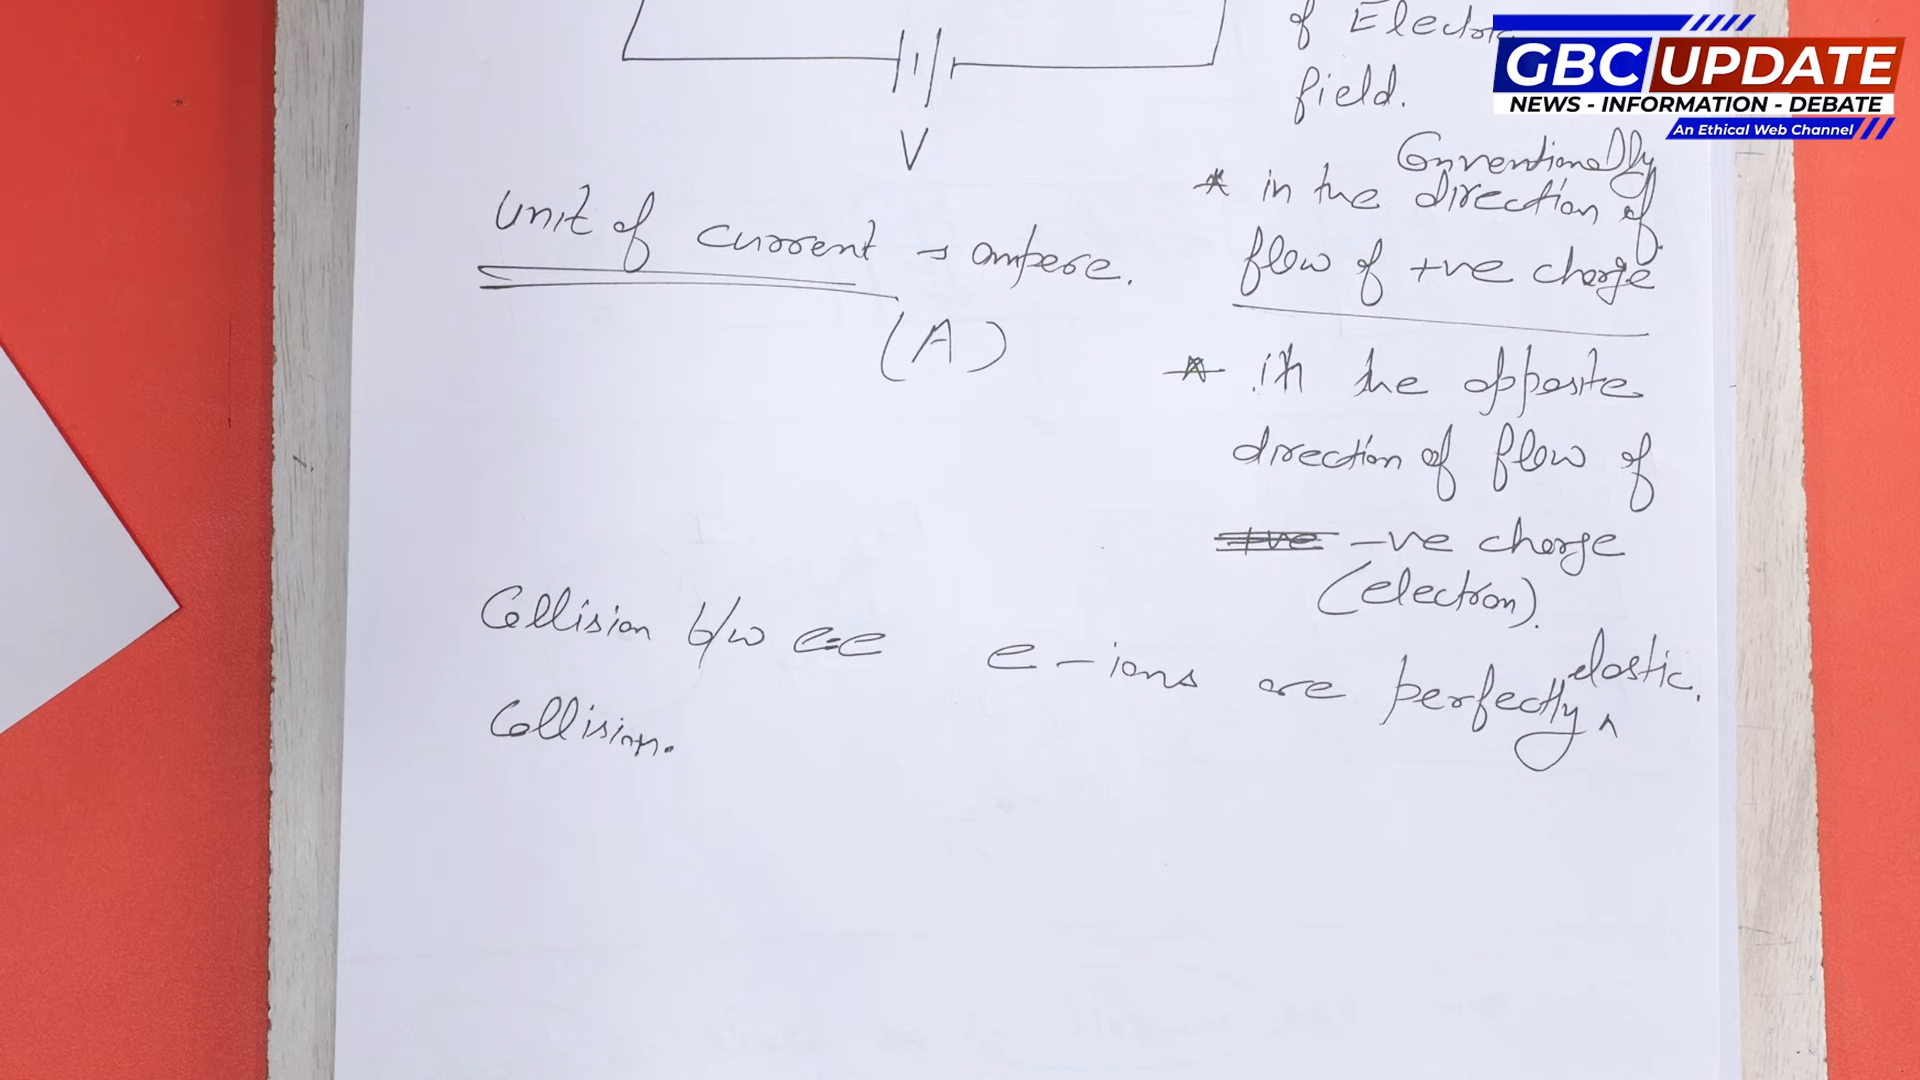 of Electric
field.
V
unit of current → ampere.
(A)
Conventionally
* in the direction of
flow of +ve charge
* in the opposite
direction of flow of
+ve -ve charge
(electron).
Collision b/w e-e e-ions are perfectly ^ elastic.
Collision.
GBC UPDATE
NEWS - INFORMATION - DEBATE
An Ethical Web Channel